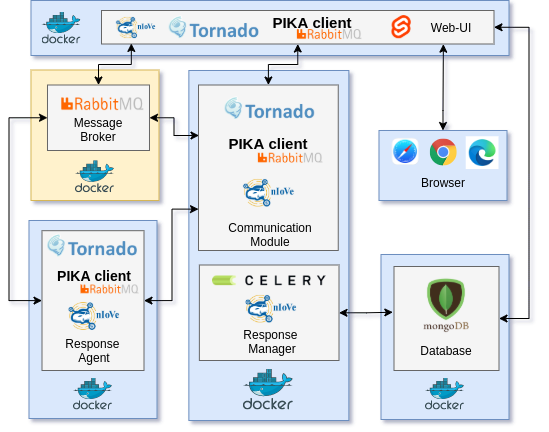 docker
nIoVe
Tornado
PIKA client
RabbitMQ
Web-UI
RabbitMQ
Message
Broker
docker
Tornado
PIKA client
RabbitMQ
nIoVe
Communication
Module
Browser
Tornado
PIKA client
RabbitMQ
nIoVe
Response
Agent
docker
CELERY
nIoVe
Response
Manager
docker
mongoDB
Database
docker